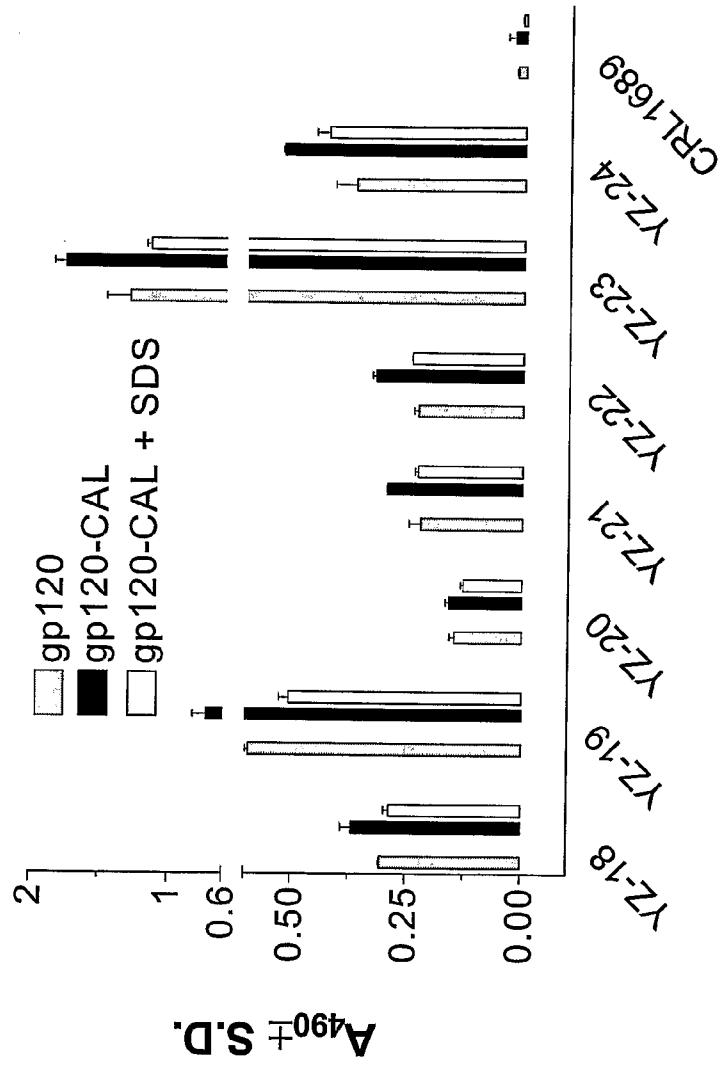 gp120
gp120-CAL
gp120-CAL + SDS
A490 ± S.D.
2
1
0.6
0.50
0.25
0.00
YZ-18
YZ-19
YZ-20
YZ-21
YZ-22
YZ-23
YZ-24
CRL1689